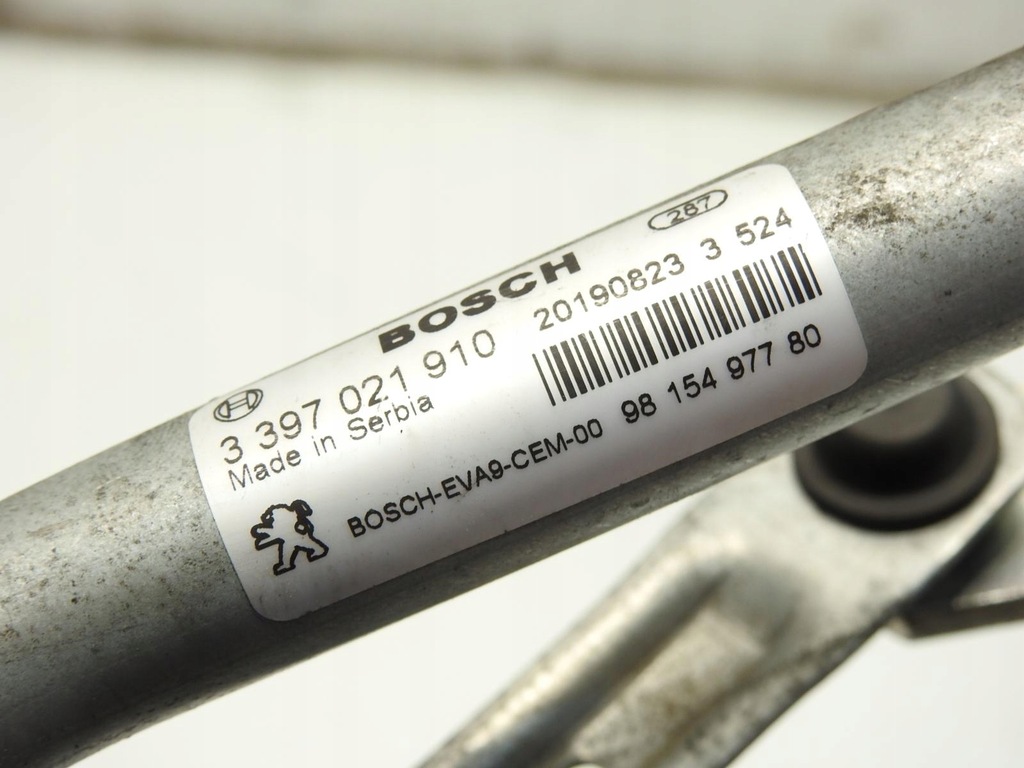 BOSCH
287
3 397 021 910
20190823 3 524
Made in Serbia
BOSCH-EVA9-CEM-00 98 154 977 80